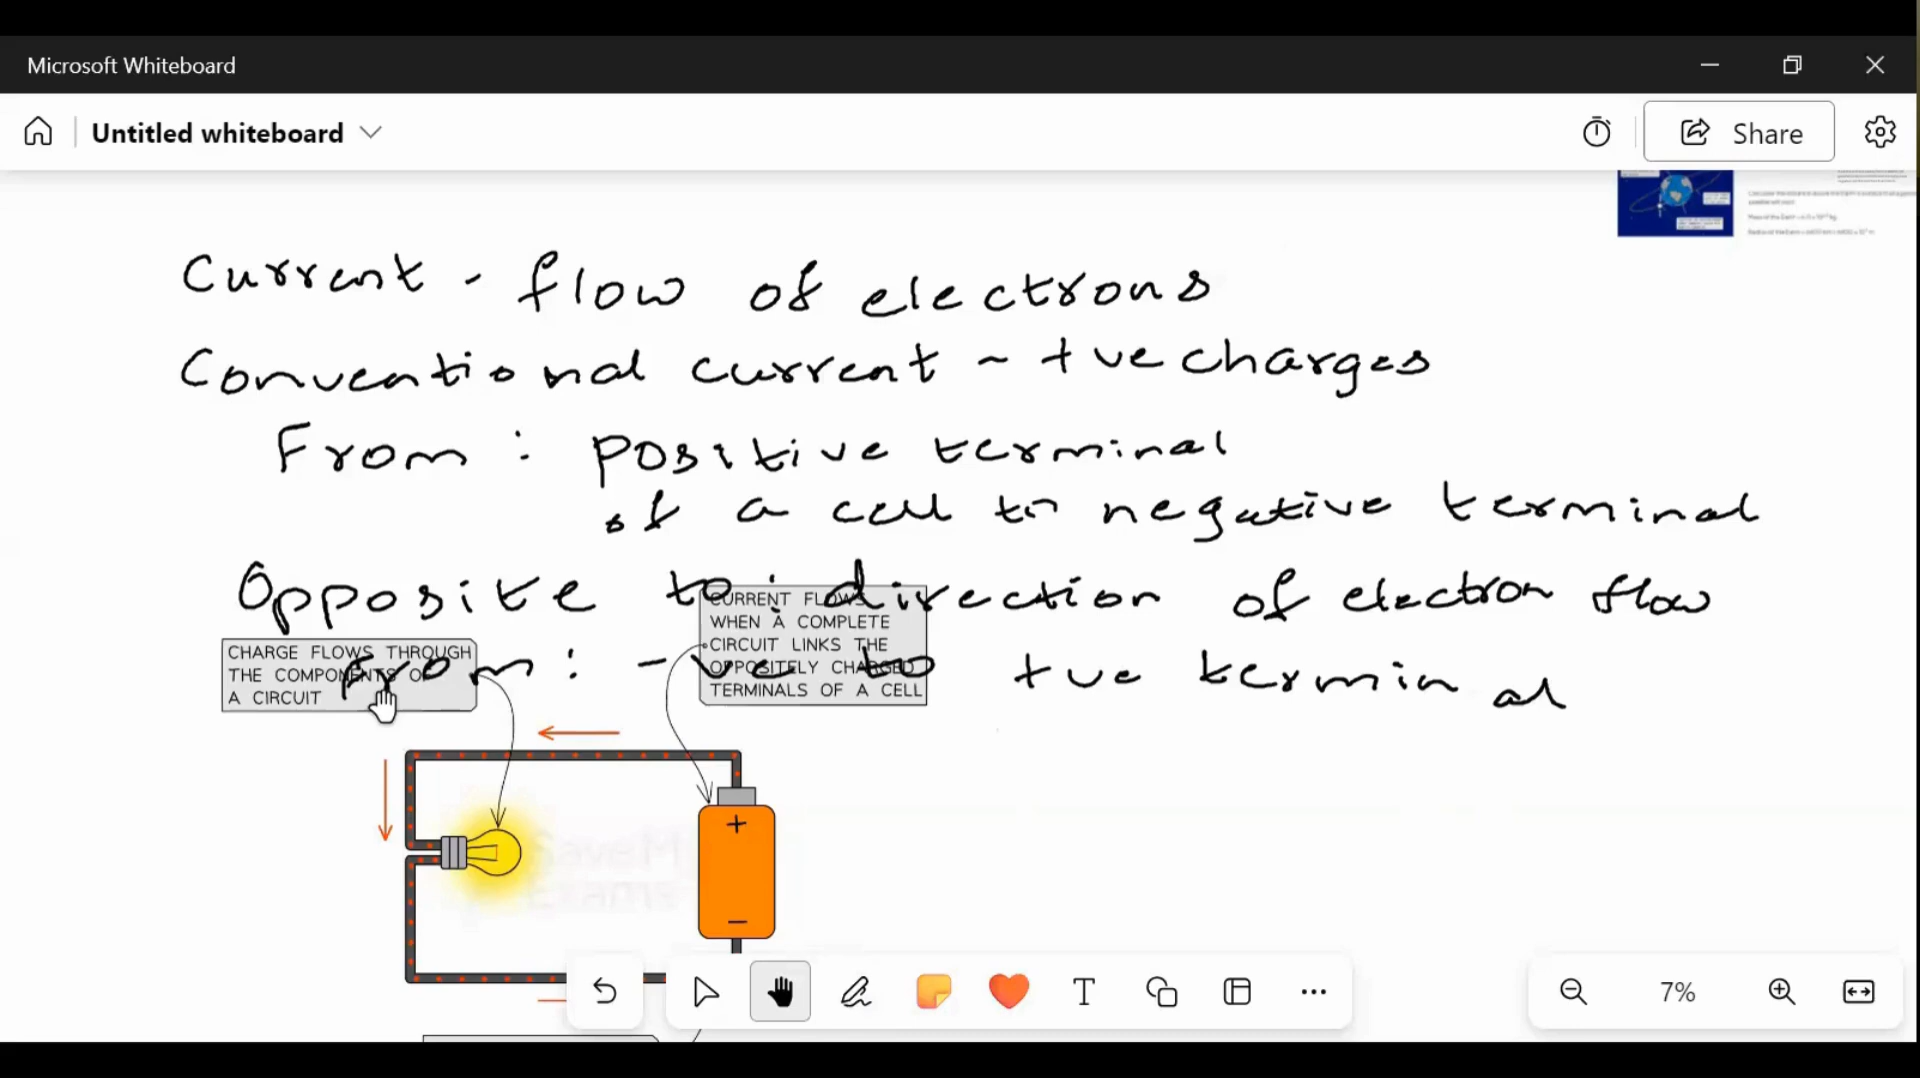 Microsoft Whiteboard
Untitled whiteboard
Share
Current - flow of electrons
Conventional current - +ve charges
From : positive terminal
of a cell to negative terminal
Opposite to : direction of electron flow
From : -ve to +ve terminal
CURRENT FLOWS
WHEN A COMPLETE
CIRCUIT LINKS THE
OPPOSITELY CHARGED
TERMINALS OF A CELL
CHARGE FLOWS THROUGH
THE COMPONENTS OF
A CIRCUIT
+
−
7%